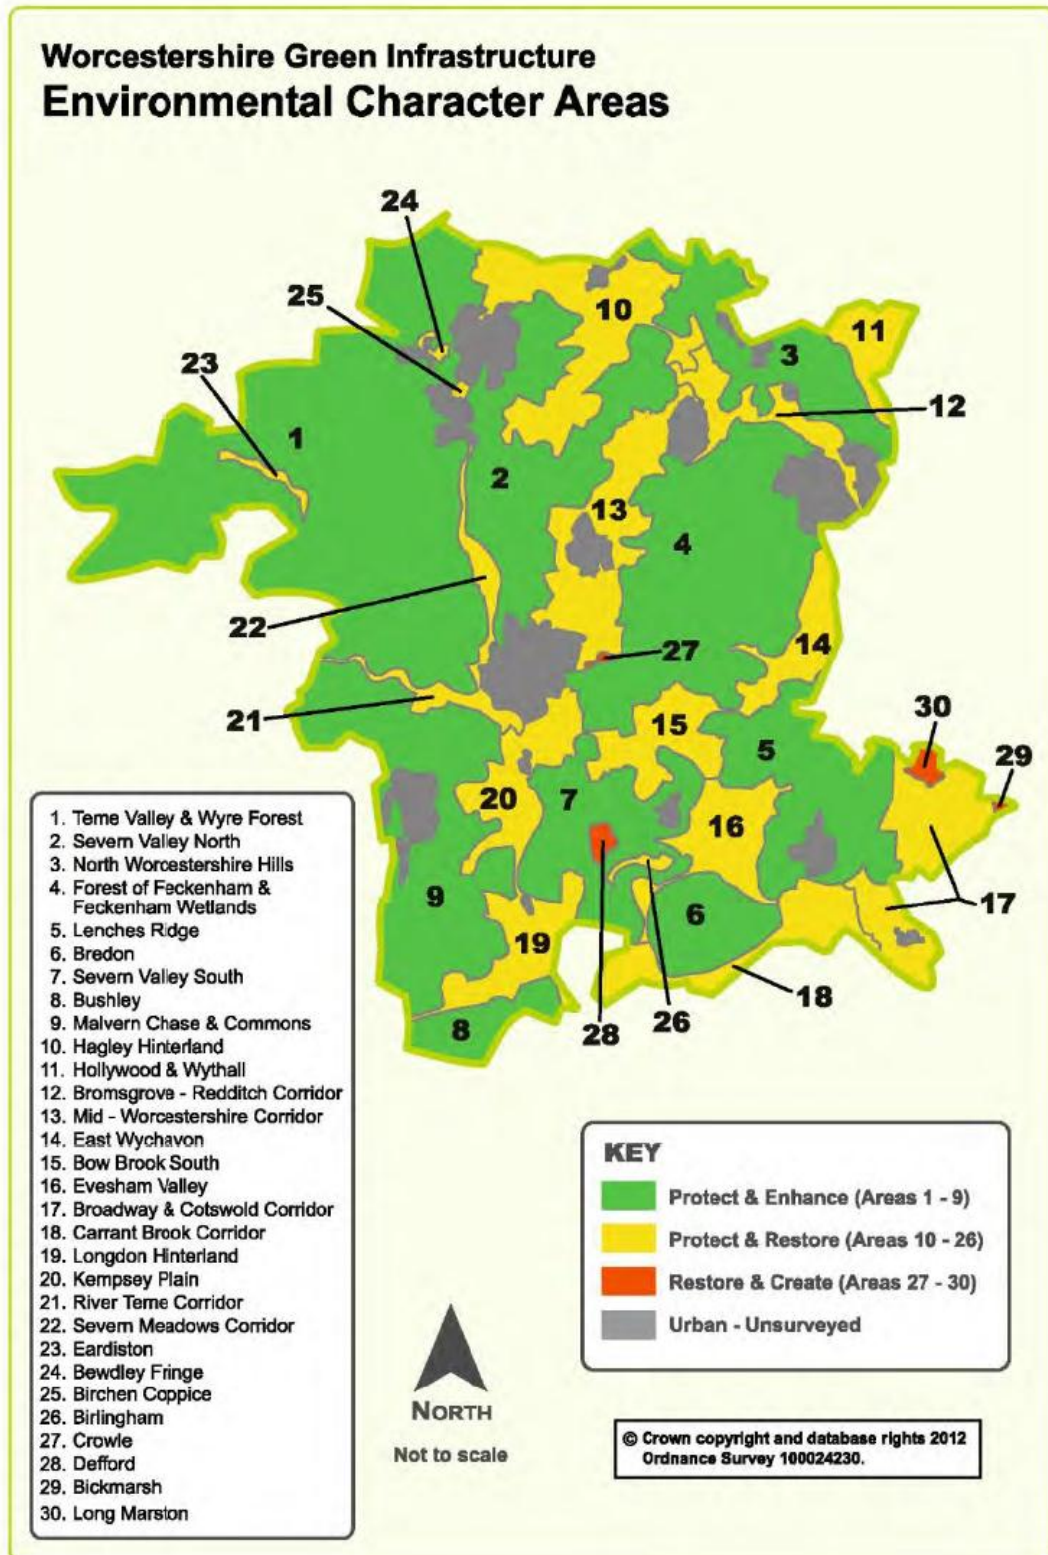 Worcestershire Green Infrastructure
Environmental Character Areas
24
25
10
11
3
23
12
1
2
13
4
22
27
14
21
15
30
5
29
20
7
16
9
6
17
19
18
8
28
26
1. Teme Valley & Wyre Forest
2. Severn Valley North
3. North Worcestershire Hills
4. Forest of Feckenham &
Feckenham Wetlands
5. Lenches Ridge
6. Bredon
7. Severn Valley South
8. Bushley
9. Malvern Chase & Commons
10. Hagley Hinterland
11. Hollywood & Wythall
12. Bromsgrove - Redditch Corridor
13. Mid - Worcestershire Corridor
14. East Wychavon
15. Bow Brook South
16. Evesham Valley
17. Broadway & Cotswold Corridor
18. Carrant Brook Corridor
19. Longdon Hinterland
20. Kempsey Plain
21. River Teme Corridor
22. Severn Meadows Corridor
23. Eardiston
24. Bewdley Fringe
25. Birchen Coppice
26. Birlingham
27. Crowle
28. Defford
29. Bickmarsh
30. Long Marston
KEY
Protect & Enhance (Areas 1 - 9)
Protect & Restore (Areas 10 - 26)
Restore & Create (Areas 27 - 30)
Urban - Unsurveyed
NORTH
Not to scale
© Crown copyright and database rights 2012
Ordnance Survey 100024230.